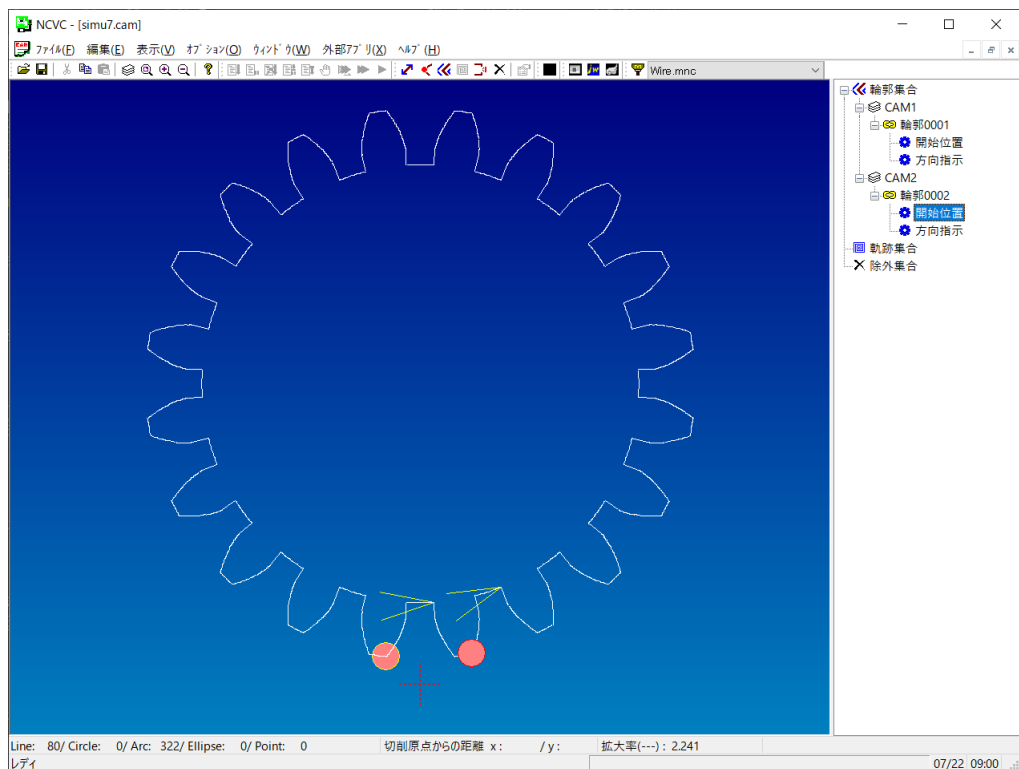 NCVC - [simu7.cam]
ファイル(F) 編集(E) 表示(V) オプション(O) ウィンドウ(W) 外部アプリ(X) ヘルプ(H)
Wire.mnc
輪郭集合
CAM1
輪郭0001
開始位置
方向指示
CAM2
輪郭0002
開始位置
方向指示
軌跡集合
除外集合
Line: 80/ Circle: 0/ Arc: 322/ Ellipse: 0/ Point: 0 切削原点からの距離 x : / y : 拡大率(---) : 2.241
レディ 07/22 09:00